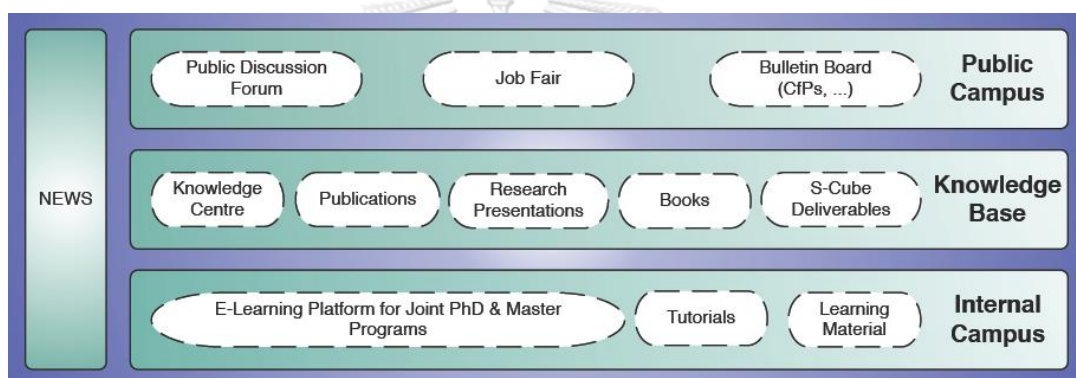 NEWS
Public Discussion
Forum
Job Fair
Bulletin Board
(CfPs, ...)
Public
Campus
Knowledge
Centre
Publications
Research
Presentations
Books
S-Cube
Deliverables
Knowledge
Base
E-Learning Platform for Joint PhD & Master
Programs
Tutorials
Learning
Material
Internal
Campus